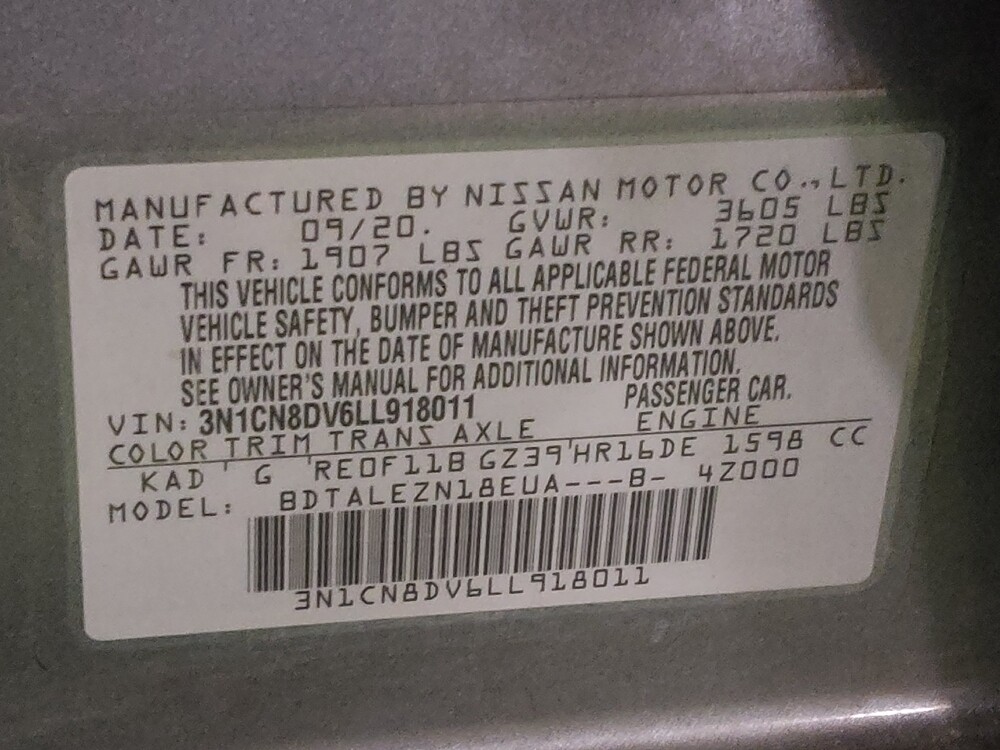 MANUFACTURED BY NISSAN MOTOR CO., LTD.
DATE: 09/20. GVWR: 3605 LBS
GAWR FR: 1907 LBS GAWR RR: 1720 LBS
THIS VEHICLE CONFORMS TO ALL APPLICABLE FEDERAL MOTOR
VEHICLE SAFETY, BUMPER AND THEFT PREVENTION STANDARDS
IN EFFECT ON THE DATE OF MANUFACTURE SHOWN ABOVE.
SEE OWNER'S MANUAL FOR ADDITIONAL INFORMATION.
VIN: 3N1CN8DV6LL918011 PASSENGER CAR.
COLOR TRIM TRANS AXLE ENGINE
KAD ' G 'RE0F11B GZ39'HR16DE 1598 CC
MODEL: BDTALEZN18EUA---B- 4Z000
3N1CN8DV6LL918011